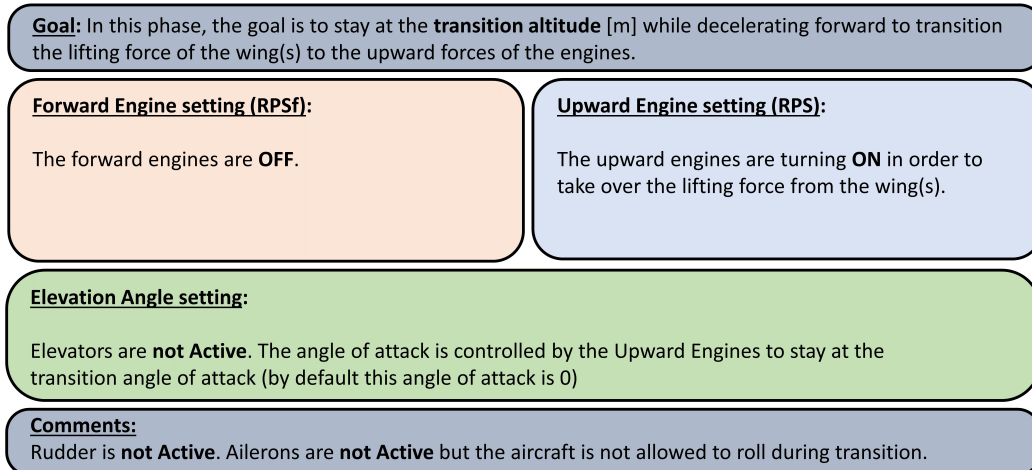 Goal: In this phase, the goal is to stay at the transition altitude [m] while decelerating forward to transition
the lifting force of the wing(s) to the upward forces of the engines.
Forward Engine setting (RPSf):
The forward engines are OFF.
Upward Engine setting (RPS):
The upward engines are turning ON in order to
take over the lifting force from the wing(s).
Elevation Angle setting:
Elevators are not Active. The angle of attack is controlled by the Upward Engines to stay at the
transition angle of attack (by default this angle of attack is 0)
Comments:
Rudder is not Active. Ailerons are not Active but the aircraft is not allowed to roll during transition.